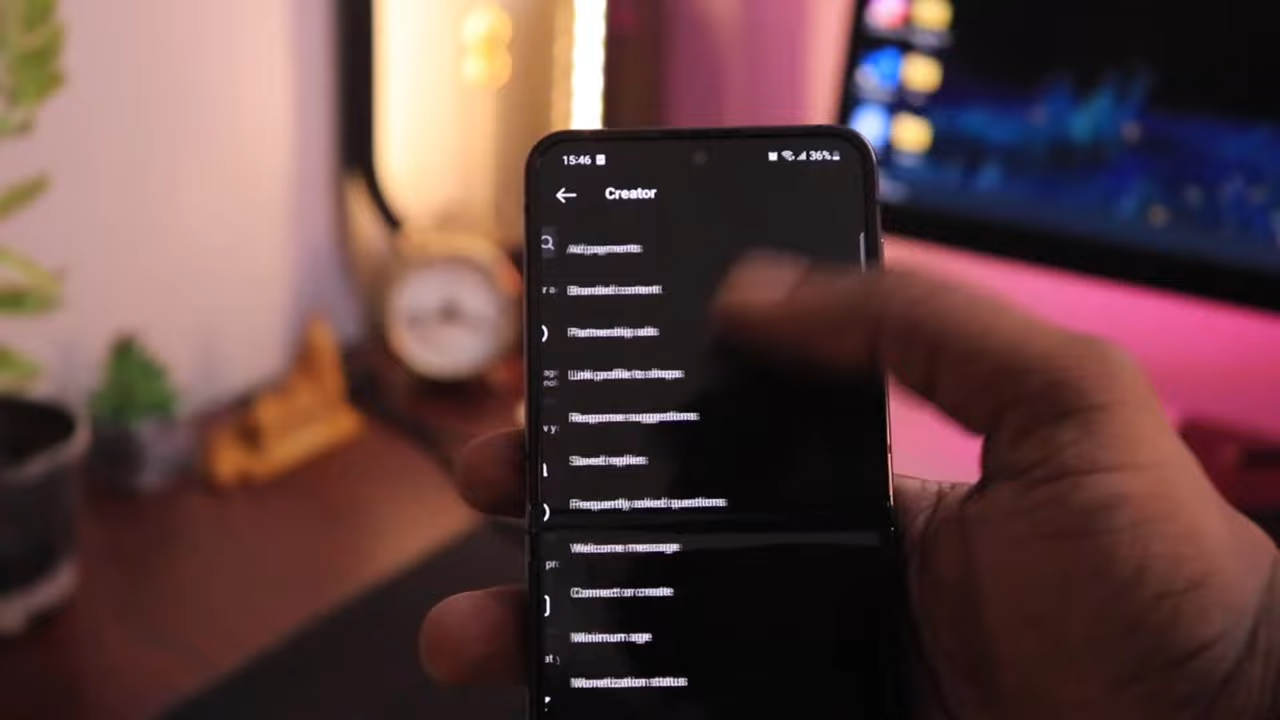 15:46 36%
Creator
Ad payments
Branded content
Partnership ads
Link profile to shops
Response suggestions
Saved replies
Frequently asked questions
Welcome message
Connect or create
Minimum age
Monetization status